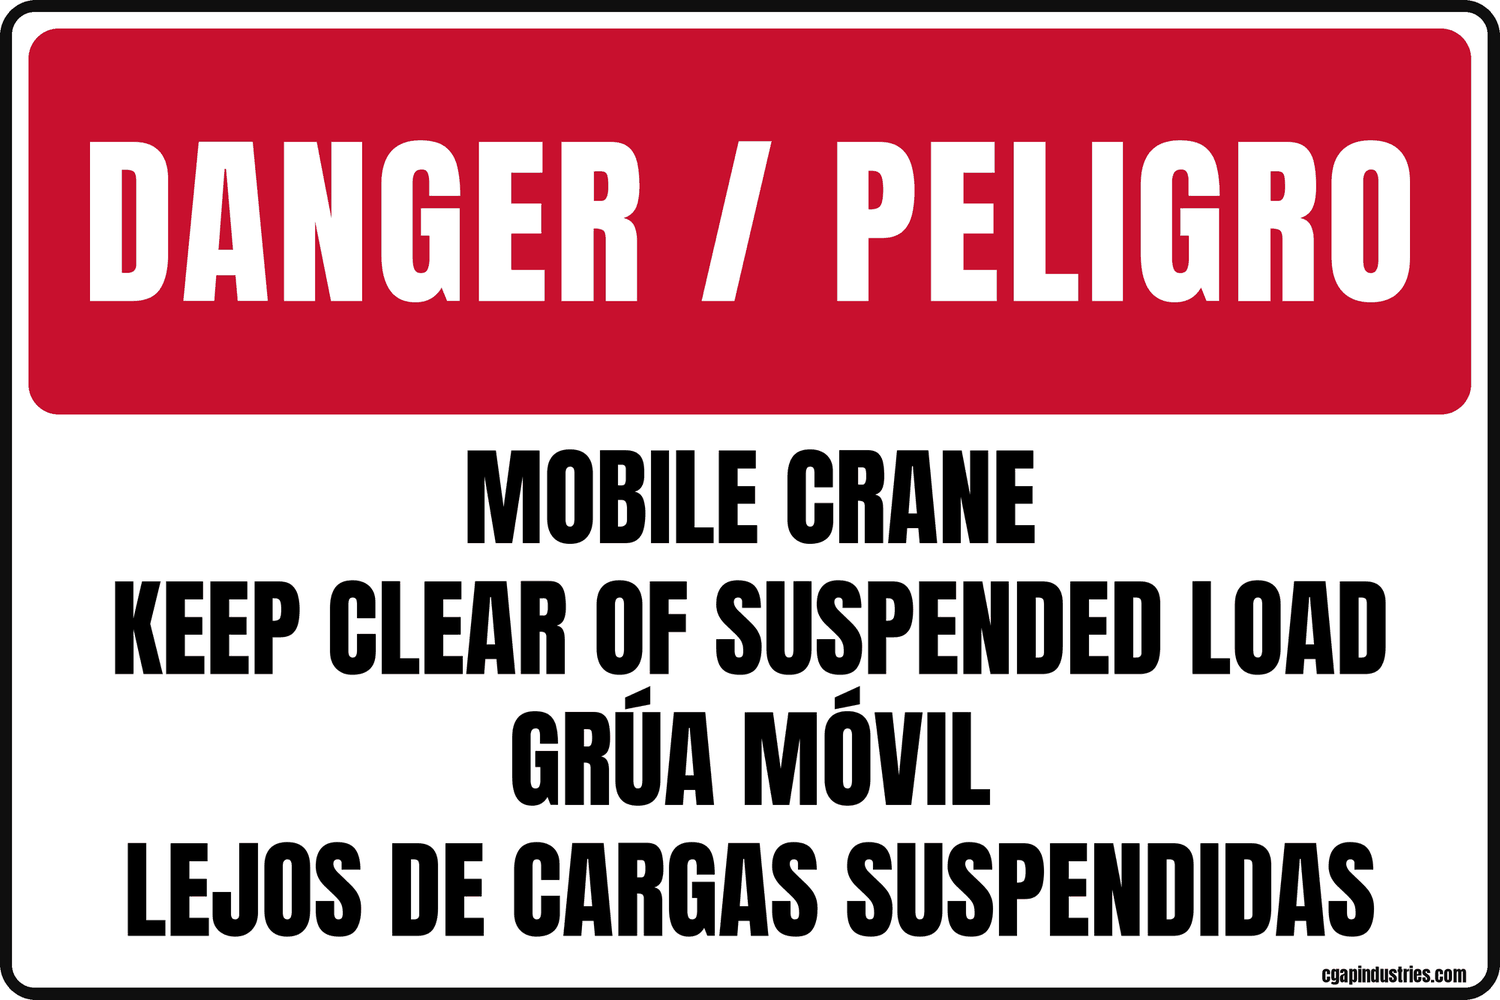 DANGER / PELIGRO
MOBILE CRANE
KEEP CLEAR OF SUSPENDED LOAD
GRÚA MÓVIL
LEJOS DE CARGAS SUSPENDIDAS
cgapindustries.com